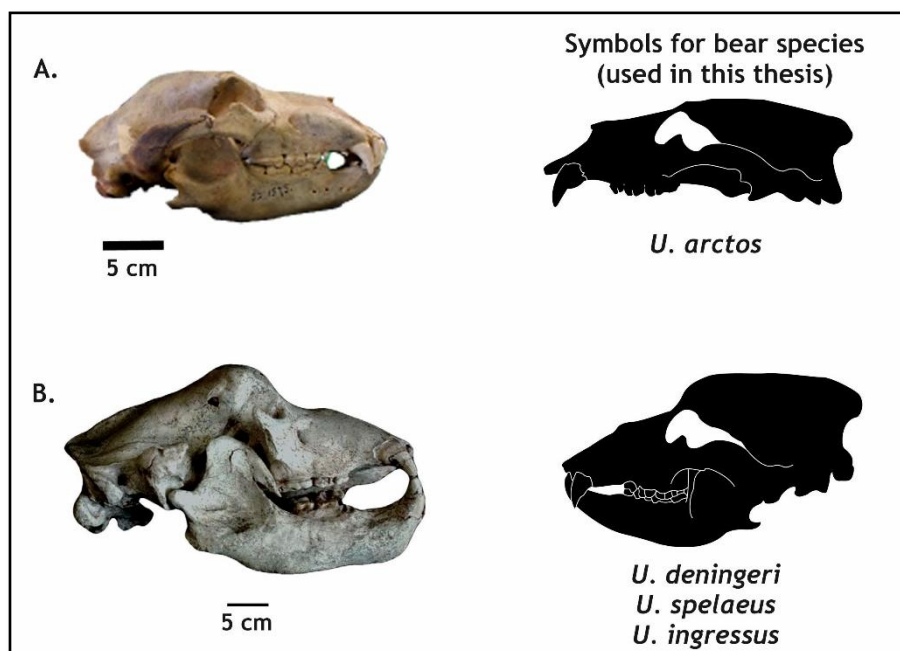 A.
Symbols for bear species
(used in this thesis)
5 cm
U. arctos
B.
5 cm
U. deningeri
U. spelaeus
U. ingressus